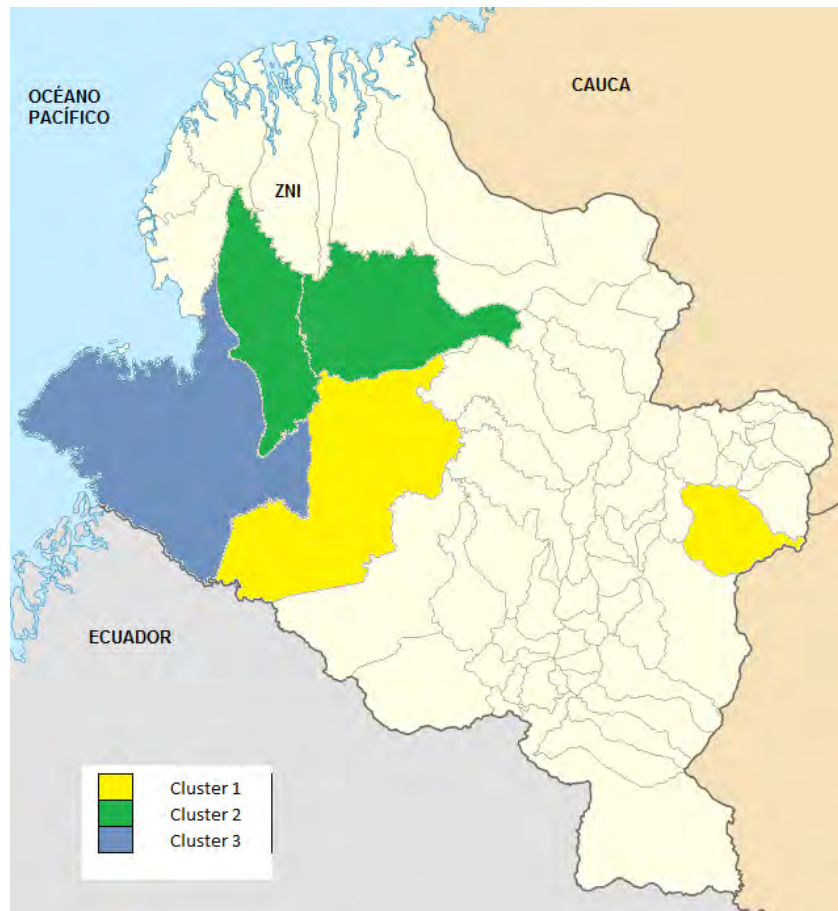 OCÉANO
PACÍFICO
CAUCA
ZNI
ECUADOR
Cluster 1
Cluster 2
Cluster 3